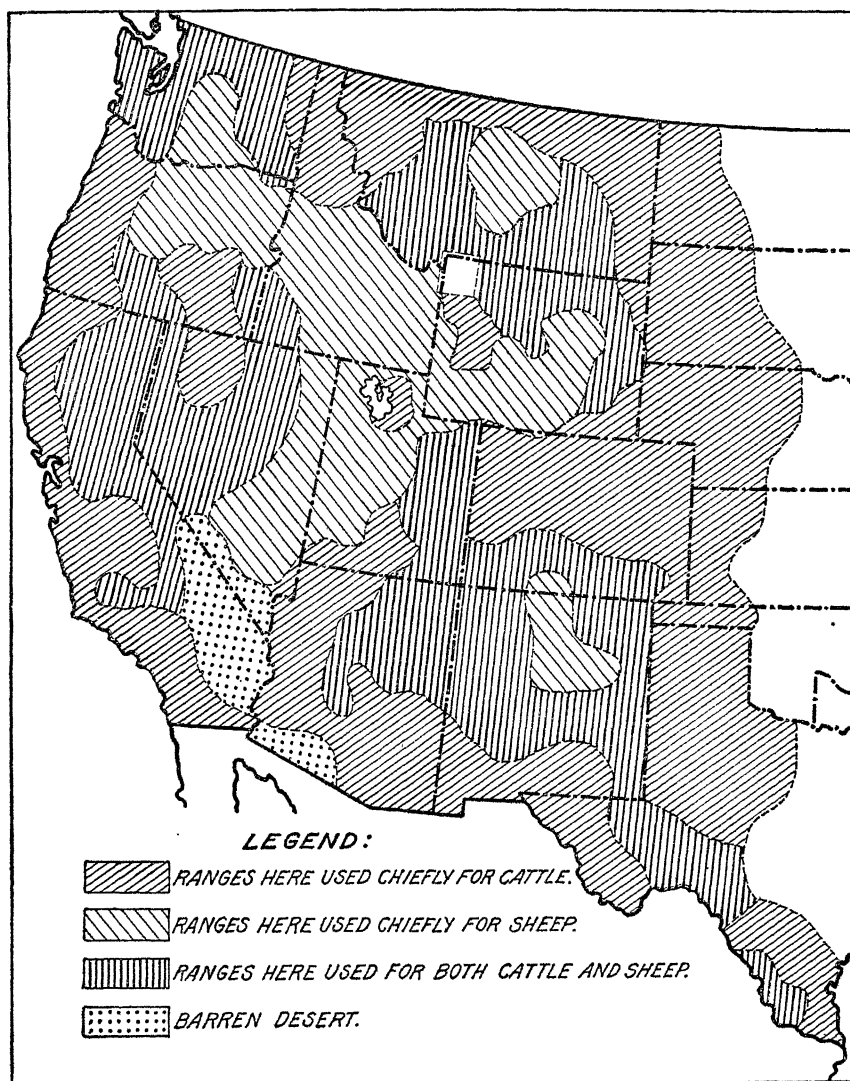 LEGEND:
RANGES HERE USED CHIEFLY FOR CATTLE.
RANGES HERE USED CHIEFLY FOR SHEEP.
RANGES HERE USED FOR BOTH CATTLE AND SHEEP.
BARREN DESERT.